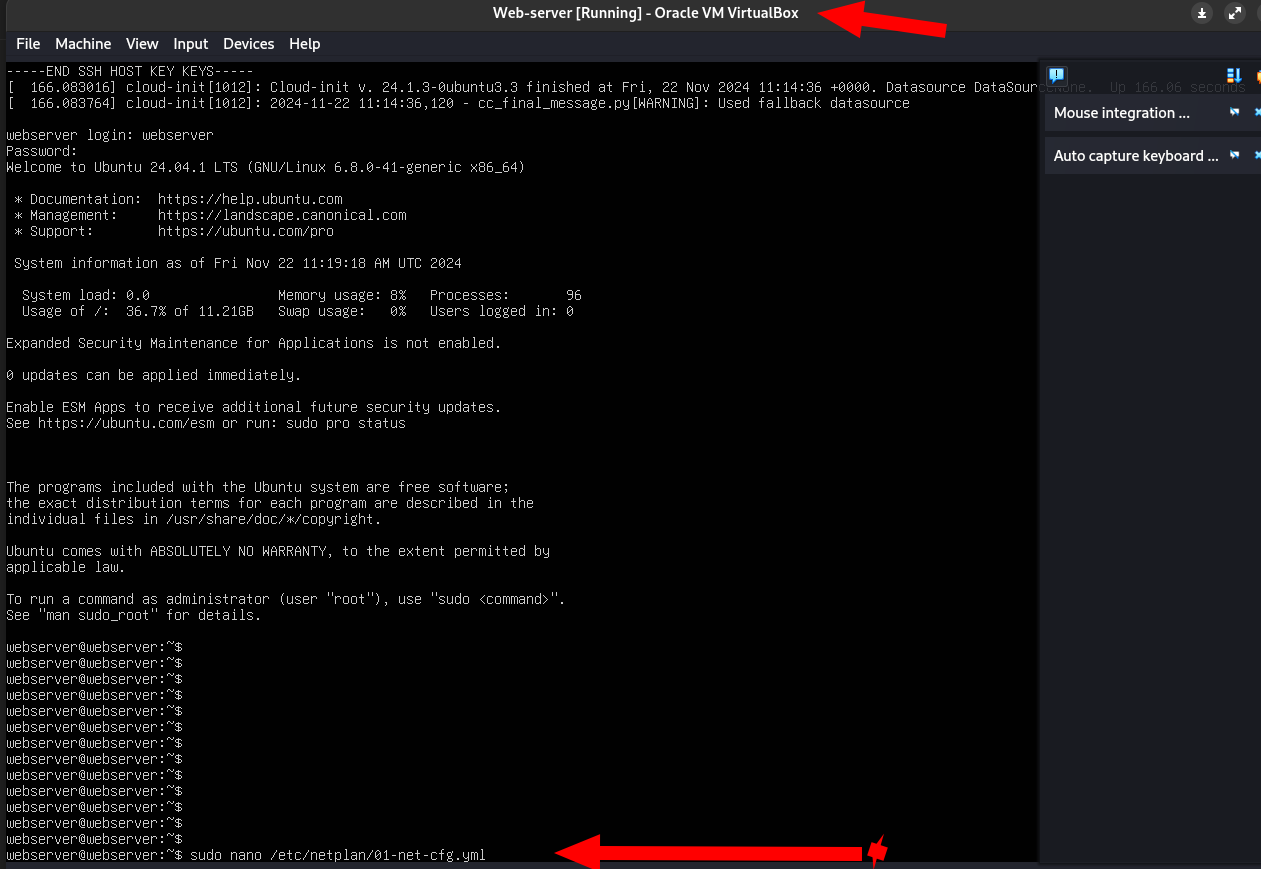 Web-server [Running] - Oracle VM VirtualBox
File Machine View Input Devices Help
-----END SSH HOST KEY KEYS-----
[  166.083016] cloud-init[1012]: Cloud-init v. 24.1.3-0ubuntu3.3 finished at Fri, 22 Nov 2024 11:14:36 +0000. Datasource DataSourceNone.  Up 166.06 seconds
[  166.083764] cloud-init[1012]: 2024-11-22 11:14:36,120 - cc_final_message.py[WARNING]: Used fallback datasource
Mouse integration ...
Auto capture keyboard ...
webserver login: webserver
Password:
Welcome to Ubuntu 24.04.1 LTS (GNU/Linux 6.8.0-41-generic x86_64)
* Documentation:  https://help.ubuntu.com
* Management:     https://landscape.canonical.com
* Support:        https://ubuntu.com/pro
System information as of Fri Nov 22 11:19:18 AM UTC 2024
System load: 0.0                Memory usage: 8%   Processes:       96
Usage of /:  36.7% of 11.21GB   Swap usage:   0%   Users logged in: 0
Expanded Security Maintenance for Applications is not enabled.
0 updates can be applied immediately.
Enable ESM Apps to receive additional future security updates.
See https://ubuntu.com/esm or run: sudo pro status
The programs included with the Ubuntu system are free software;
the exact distribution terms for each program are described in the
individual files in /usr/share/doc/*/copyright.
Ubuntu comes with ABSOLUTELY NO WARRANTY, to the extent permitted by
applicable law.
To run a command as administrator (user "root"), use "sudo <command>".
See "man sudo_root" for details.
webserver@webserver:~$
webserver@webserver:~$
webserver@webserver:~$
webserver@webserver:~$
webserver@webserver:~$
webserver@webserver:~$
webserver@webserver:~$
webserver@webserver:~$
webserver@webserver:~$
webserver@webserver:~$
webserver@webserver:~$
webserver@webserver:~$
webserver@webserver:~$
webserver@webserver:~$ sudo nano /etc/netplan/01-net-cfg.yml